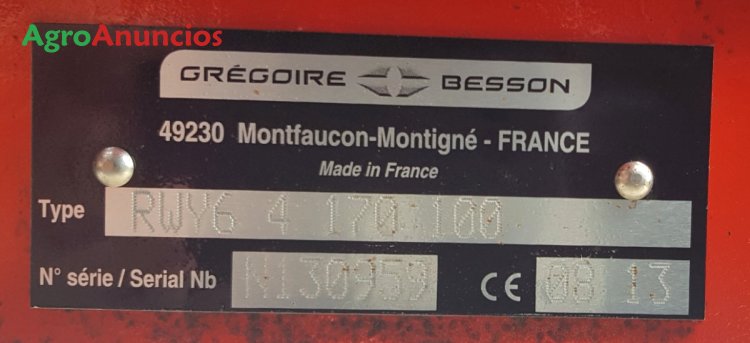 AgroAnuncios
GRÉGOIRE BESSON
49230 Montfaucon-Montigné - FRANCE
Made in France
Type RWY6 4 170 100
N° série / Serial Nb N130959 CE 08 13